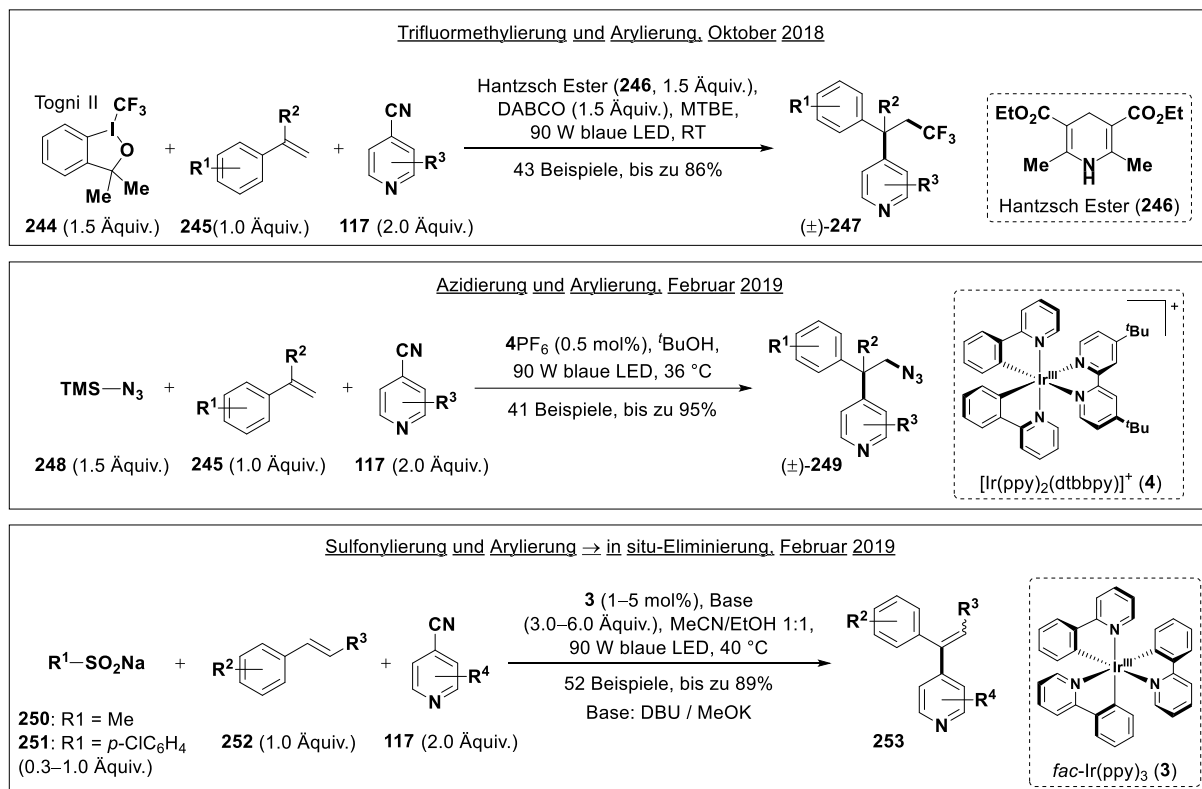 Trifluormethylierung und Arylierung, Oktober 2018
Togni II
CF3
I
O
Me
Me
244 (1.5 Äquiv.)
+
R1
R2
245(1.0 Äquiv.)
+
CN
R3
N
117 (2.0 Äquiv.)
Hantzsch Ester (246, 1.5 Äquiv.),
DABCO (1.5 Äquiv.), MTBE,
90 W blaue LED, RT
43 Beispiele, bis zu 86%
R1
R2
CF3
R3
N
(±)-247
EtO2C
CO2Et
Me
N
H
Me
Hantzsch Ester (246)
Azidierung und Arylierung, Februar 2019
TMS–N3
248 (1.5 Äquiv.)
+
R1
R2
245 (1.0 Äquiv.)
+
CN
R3
N
117 (2.0 Äquiv.)
4PF6 (0.5 mol%), tBuOH,
90 W blaue LED, 36 °C
41 Beispiele, bis zu 95%
R1
R2
N3
R3
N
(±)-249
+
tBu
N
N
IrIII
N
N
tBu
[Ir(ppy)2(dtbbpy)]+ (4)
Sulfonylierung und Arylierung → in situ-Eliminierung, Februar 2019
R1–SO2Na
250: R1 = Me
251: R1 = p-ClC6H4
(0.3–1.0 Äquiv.)
+
R2
R3
252 (1.0 Äquiv.)
+
CN
R4
N
117 (2.0 Äquiv.)
3 (1–5 mol%), Base
(3.0–6.0 Äquiv.), MeCN/EtOH 1:1,
90 W blaue LED, 40 °C
52 Beispiele, bis zu 89%
Base: DBU / MeOK
R2
R3
R4
N
253
N
IrIII
N
N
fac-Ir(ppy)3 (3)